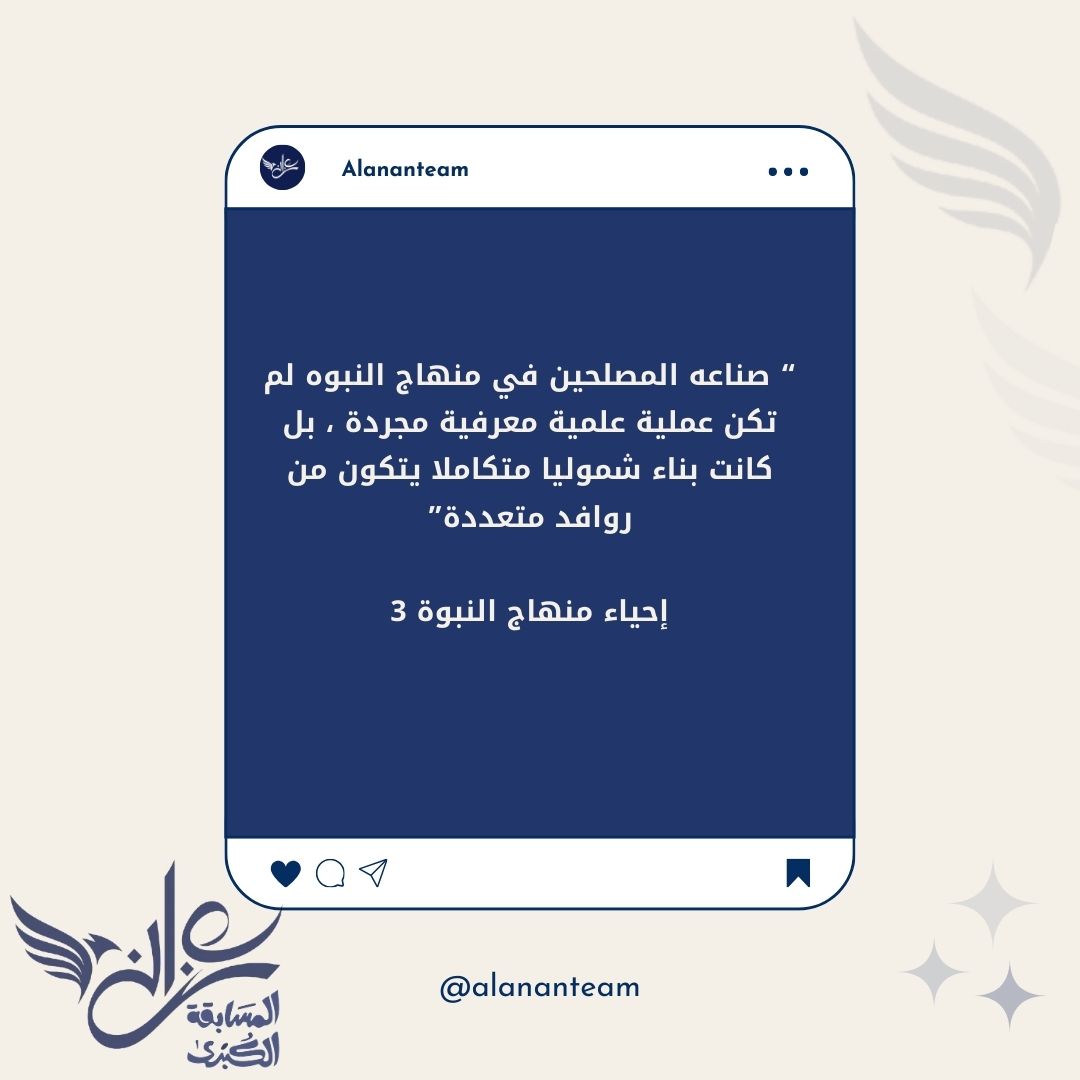 Alananteam
“ صناعه المصلحين في منهاج النبوه لم
تكن عملية علمية معرفية مجردة ، بل
كانت بناء شموليا متكاملا يتكون من
روافد متعددة”
إحياء منهاج النبوة 3
@alananteam
عنان
المسابقة
الكبرى